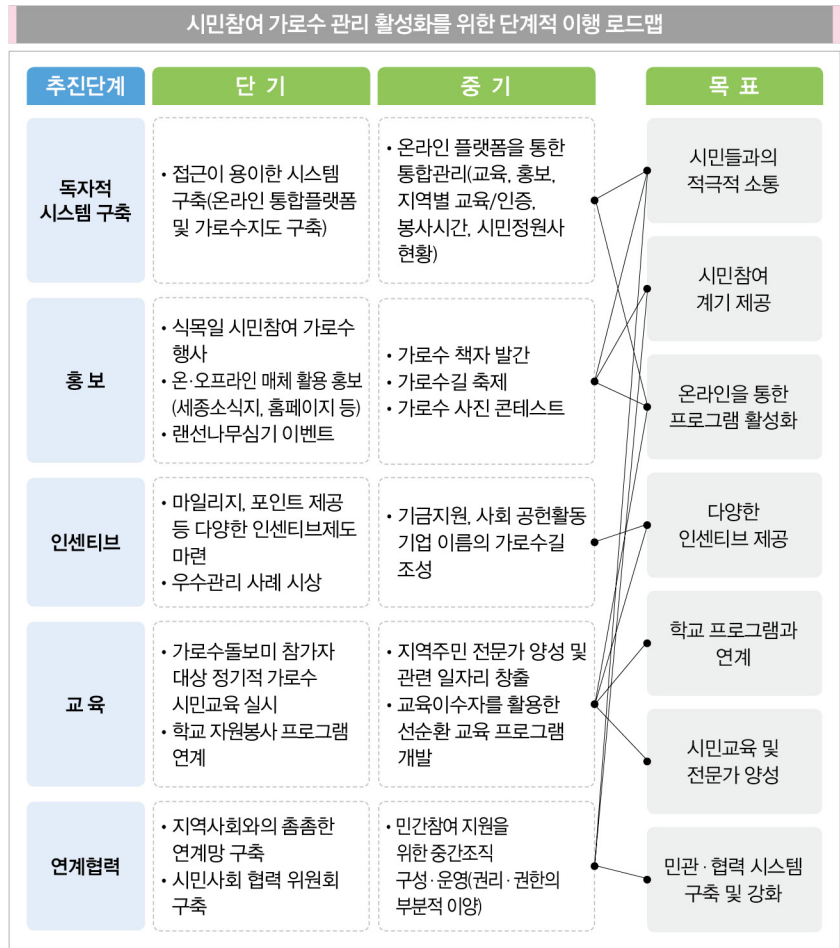 시민참여 가로수 관리 활성화를 위한 단계적 이행 로드맵
추진단계
단 기
중 기
목 표
독자적
시스템 구축
• 접근이 용이한 시스템
구축(온라인 통합플랫폼
및 가로수지도 구축)
• 온라인 플랫폼을 통한
통합관리(교육, 홍보,
지역별 교육/인증,
봉사시간, 시민정원사
현황)
홍 보
• 식목일 시민참여 가로수
행사
• 온·오프라인 매체 활용 홍보
(세종소식지, 홈페이지 등)
• 랜선나무심기 이벤트
• 가로수 책자 발간
• 가로수길 축제
• 가로수 사진 콘테스트
인센티브
• 마일리지, 포인트 제공
등 다양한 인센티브제도
마련
• 우수관리 사례 시상
• 기금지원, 사회 공헌활동
기업 이름의 가로수길
조성
교 육
• 가로수돌보미 참가자
대상 정기적 가로수
시민교육 실시
• 학교 자원봉사 프로그램
연계
• 지역주민 전문가 양성 및
관련 일자리 창출
• 교육이수자를 활용한
선순환 교육 프로그램
개발
연계협력
• 지역사회와의 촘촘한
연계망 구축
• 시민사회 협력 위원회
구축
• 민간참여 지원을
위한 중간조직
구성·운영(권리·권한의
부분적 이양)
시민들과의
적극적 소통
시민참여
계기 제공
온라인을 통한
프로그램 활성화
다양한
인센티브 제공
학교 프로그램과
연계
시민교육 및
전문가 양성
민관·협력 시스템
구축 및 강화